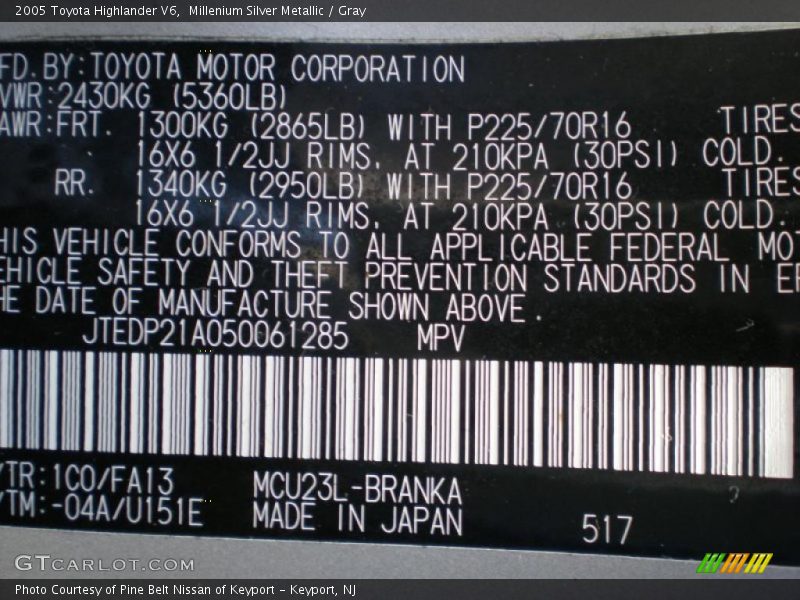 2005 Toyota Highlander V6,  Millenium Silver Metallic / Gray
FD. BY: TOYOTA MOTOR CORPORATION
VWR: 2430KG (5360LB)
AWR: FRT. 1300KG (2865LB) WITH P225/70R16 TIRES
16X6 1/2JJ RIMS, AT 210KPA (30PSI) COLD.
RR. 1340KG (2950LB) WITH P225/70R16 TIRES
16X6 1/2JJ RIMS, AT 210KPA (30PSI) COLD.
HIS VEHICLE CONFORMS TO ALL APPLICABLE FEDERAL MOT
EHICLE SAFETY AND THEFT PREVENTION STANDARDS IN EF
HE DATE OF MANUFACTURE SHOWN ABOVE.
JTEDP21A050061285 MPV
/TR: 1C0/FA13 MCU23L-BRANKA
/TM: -04A/U151E MADE IN JAPAN 517
GTCARLOT.COM
Photo Courtesy of Pine Belt Nissan of Keyport – Keyport, NJ